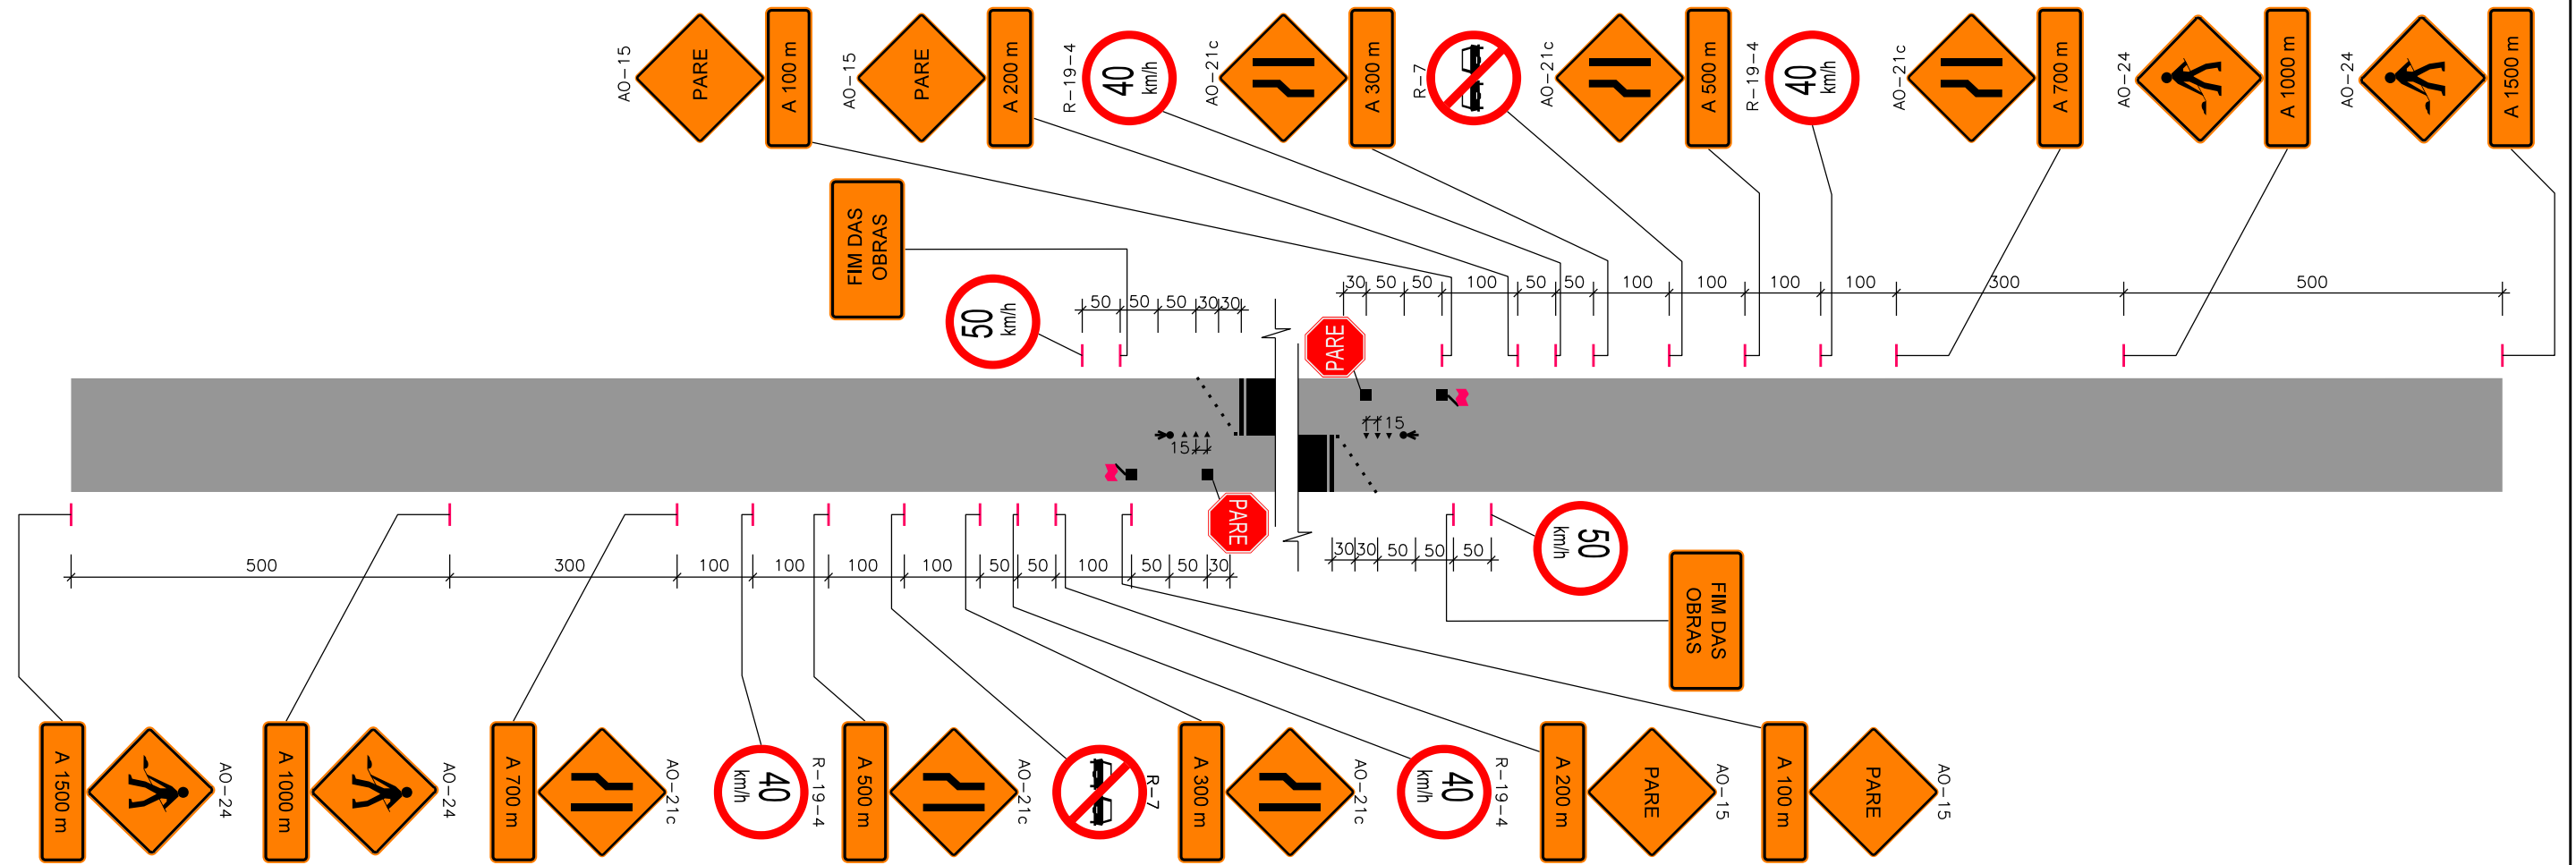 AO-15
PARE
A 100 m
AO-15
PARE
A 200 m
R-19-4
40
km/h
AO-21c
A 300 m
R-7
AO-21c
A 500 m
R-19-4
40
km/h
AO-21c
A 700 m
AO-24
A 1000 m
AO-24
A 1500 m
FIM DAS
OBRAS
50
km/h
50 50 50 30 30
30 50 50 100 50 50 100 100 100 100 300 500
PARE
15
15
PARE
50
km/h
500 300 100 100 100 100 50 50 100 50 50 30
30 30 50 50 50
FIM DAS
OBRAS
A 1500 m
AO-24
A 1000 m
AO-24
A 700 m
AO-21c
40
km/h
R-19-4
A 500 m
AO-21c
R-7
A 300 m
AO-21c
40
km/h
R-19-4
A 200 m
PARE
AO-15
A 100 m
PARE
AO-15